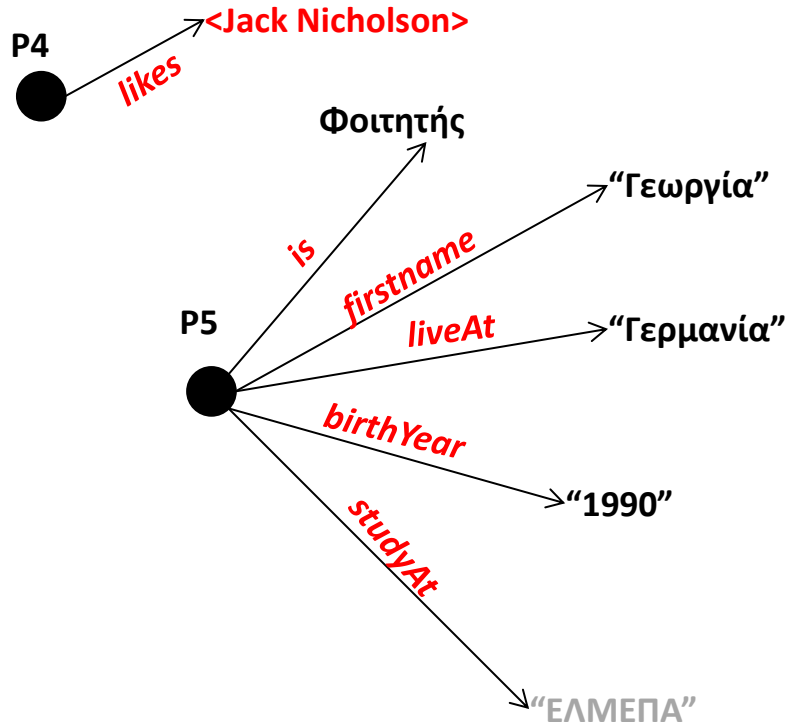 <Jack Nicholson>
P4
likes
Φοιτητής
“Γεωργία”
is
firstname
P5
liveAt
“Γερμανία”
birthYear
“1990”
studyAt
“ΕΛΜΕΠΑ”